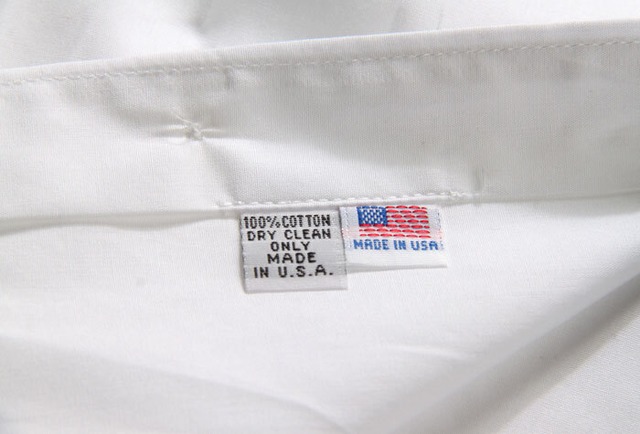 100% COTTON
DRY CLEAN
ONLY
MADE
IN U.S.A.
MADE IN USA